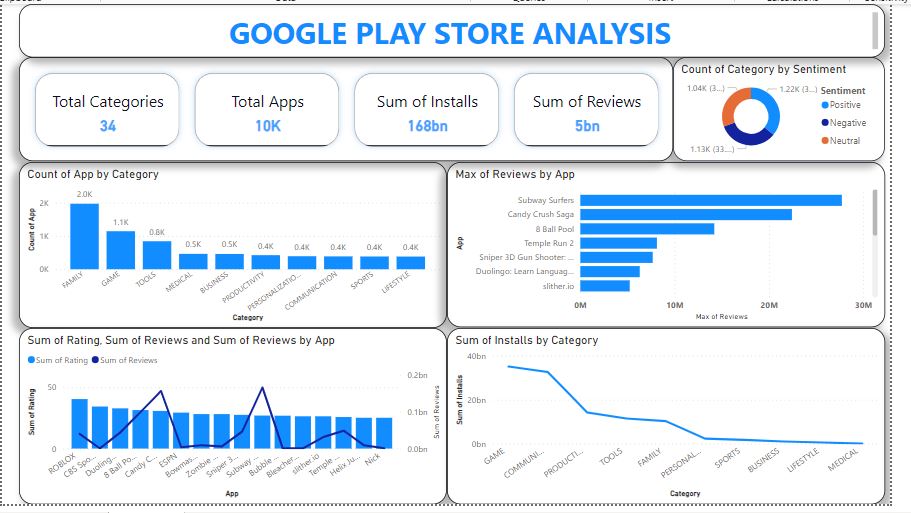 GOOGLE PLAY STORE ANALYSIS
Total Categories
34
Total Apps
10K
Sum of Installs
168bn
Sum of Reviews
5bn
Count of Category by Sentiment
1.04K (3...)
1.22K (3...)
1.13K (33....)
Sentiment
Positive
Negative
Neutral
Count of App by Category
Count of App
2K
1K
0K
2.0K
1.1K
0.8K
0.5K
0.5K
0.4K
0.4K
0.4K
0.4K
0.4K
FAMILY
GAME
TOOLS
MEDICAL
BUSINESS
PRODUCTIVITY
PERSONALIZATIO...
COMMUNICATION
SPORTS
LIFESTYLE
Category
Max of Reviews by App
App
Subway Surfers
Candy Crush Saga
8 Ball Pool
Temple Run 2
Sniper 3D Gun Shooter: ...
Duolingo: Learn Languag...
slither.io
0M
10M
20M
30M
Max of Reviews
Sum of Rating, Sum of Reviews and Sum of Reviews by App
Sum of Rating
Sum of Reviews
Sum of Rating
50
0
0.2bn
0.1bn
0.0bn
Sum of Reviews
ROBLOX
CBS Spo...
Duoling...
8 Ball Po...
Candy C...
ESPN
Bowmas...
Zombie ...
Sniper 3...
Subway ...
Bubble ...
Bleacher...
slither.io
Temple ...
Helix Ju...
Nick
App
Sum of Installs by Category
Sum of Installs
40bn
20bn
0bn
GAME
COMMUNI...
PRODUCTI...
TOOLS
FAMILY
PERSONAL...
SPORTS
BUSINESS
LIFESTYLE
MEDICAL
Category